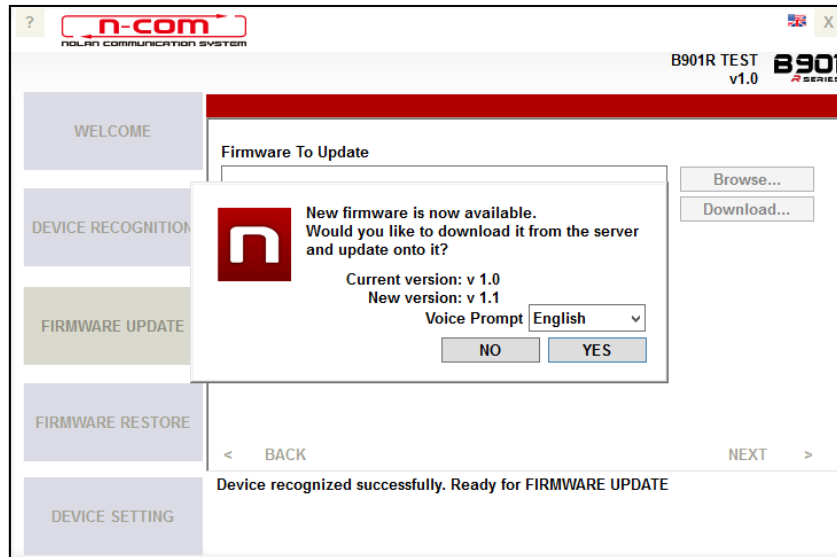 ?
n-com
NOLAN COMMUNICATION SYSTEM
X
B901R TEST
v1.0
B901
R SERIES
WELCOME
DEVICE RECOGNITION
FIRMWARE UPDATE
FIRMWARE RESTORE
DEVICE SETTING
Firmware To Update
Browse...
Download...
n
New firmware is now available.
Would you like to download it from the server
and update onto it?
Current version: v 1.0
New version: v 1.1
Voice Prompt English
NO YES
< BACK NEXT >
Device recognized successfully. Ready for FIRMWARE UPDATE